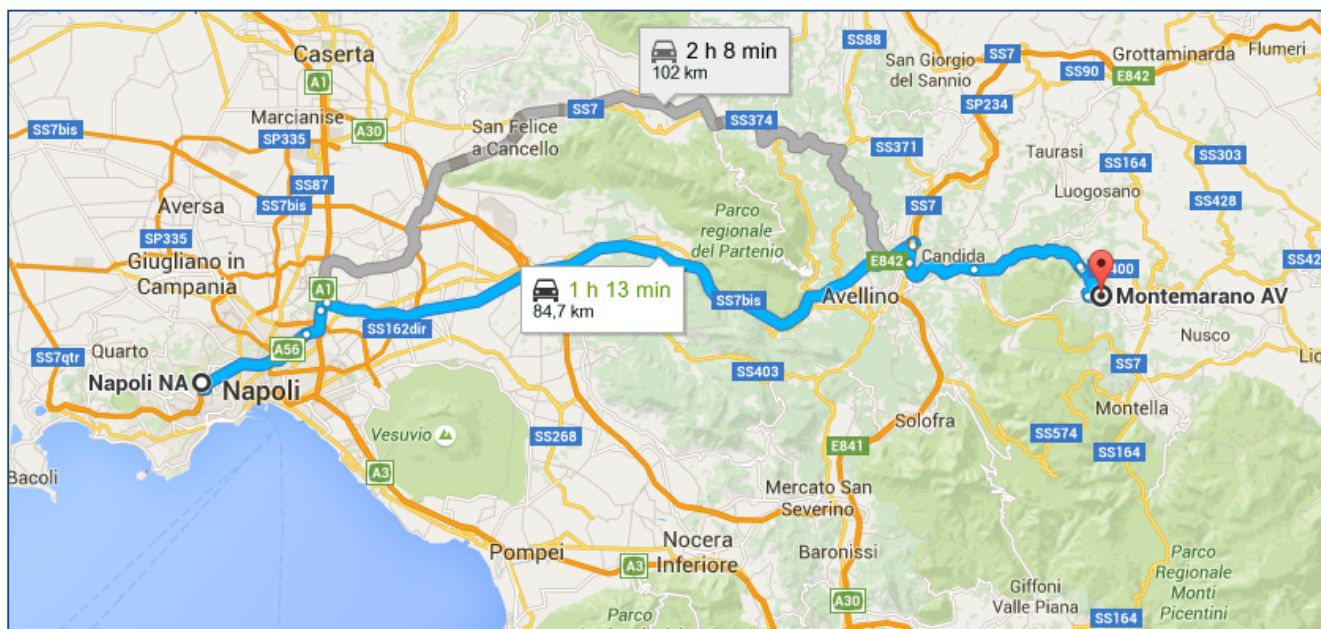 Caserta
A1
Marcianise
A30
SS7bis
SP335
SS87
SS7bis
Aversa
SP335
Giugliano in
Campania
A1
SS162dir
A56
SS7qtr
Quarto
Napoli NA
Napoli
Bacoli
Vesuvio
A3
SS268
Pompei
A3
San Felice
a Cancello
SS7
2 h 8 min
102 km
SS374
SS88
San Giorgio
del Sannio
SS7
SP234
Grottaminarda
Flumeri
SS90
E842
SS371
Taurasi
SS164
SS303
Luogosano
SS428
SS7
Parco
regionale
del Partenio
1 h 13 min
84,7 km
SS7bis
E842
Avellino
Candida
400
Montemarano AV
Nusco
SS7
Montella
SS403
Solofra
SS574
SS164
E841
Mercato San
Severino
Nocera
Inferiore
Baronissi
A30
Giffoni
Valle Piana
Parco
Regionale
Monti
Picentini
SS164
Parco